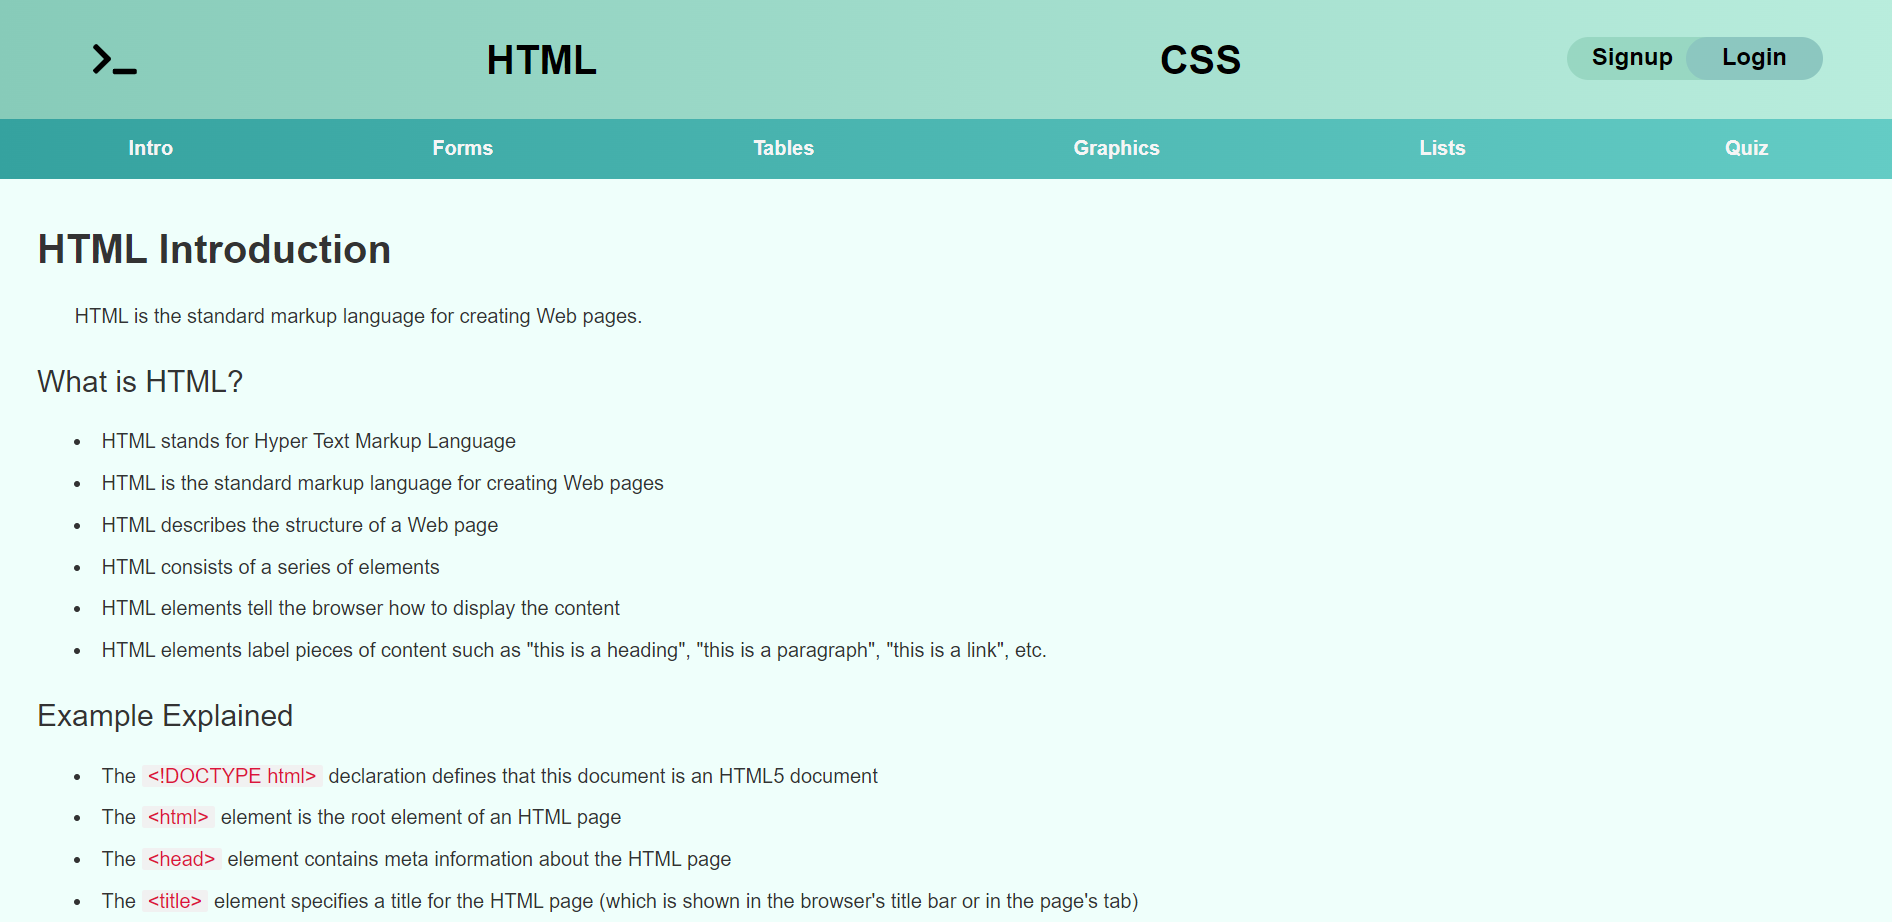 >_ HTML CSS Signup Login
Intro Forms Tables Graphics Lists Quiz
HTML Introduction
HTML is the standard markup language for creating Web pages.
What is HTML?
• HTML stands for Hyper Text Markup Language
• HTML is the standard markup language for creating Web pages
• HTML describes the structure of a Web page
• HTML consists of a series of elements
• HTML elements tell the browser how to display the content
• HTML elements label pieces of content such as "this is a heading", "this is a paragraph", "this is a link", etc.
Example Explained
• The <!DOCTYPE html> declaration defines that this document is an HTML5 document
• The <html> element is the root element of an HTML page
• The <head> element contains meta information about the HTML page
• The <title> element specifies a title for the HTML page (which is shown in the browser's title bar or in the page's tab)